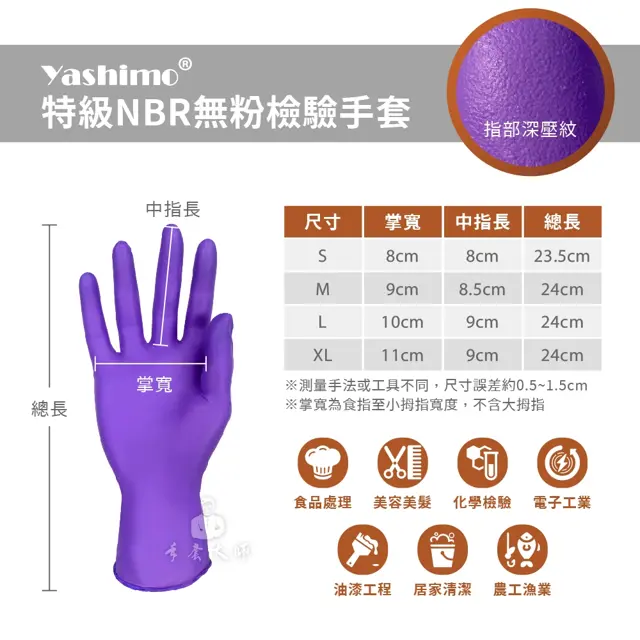 Yashimo®
特級NBR無粉檢驗手套
指部深壓紋
中指長
掌寬
總長
尺寸 掌寬 中指長 總長
S 8cm 8cm 23.5cm
M 9cm 8.5cm 24cm
L 10cm 9cm 24cm
XL 11cm 9cm 24cm
※測量手法或工具不同，尺寸誤差約0.5~1.5cm
※掌寬為食指至小拇指寬度，不含大拇指
食品處理 美容美髮 化學檢驗 電子工業
油漆工程 居家清潔 農工漁業
手套大師